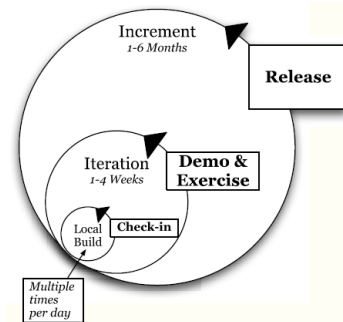 Increment
1-6 Months
Release
Iteration
1-4 Weeks
Demo &
Exercise
Local
Build
Check-in
Multiple
times
per day